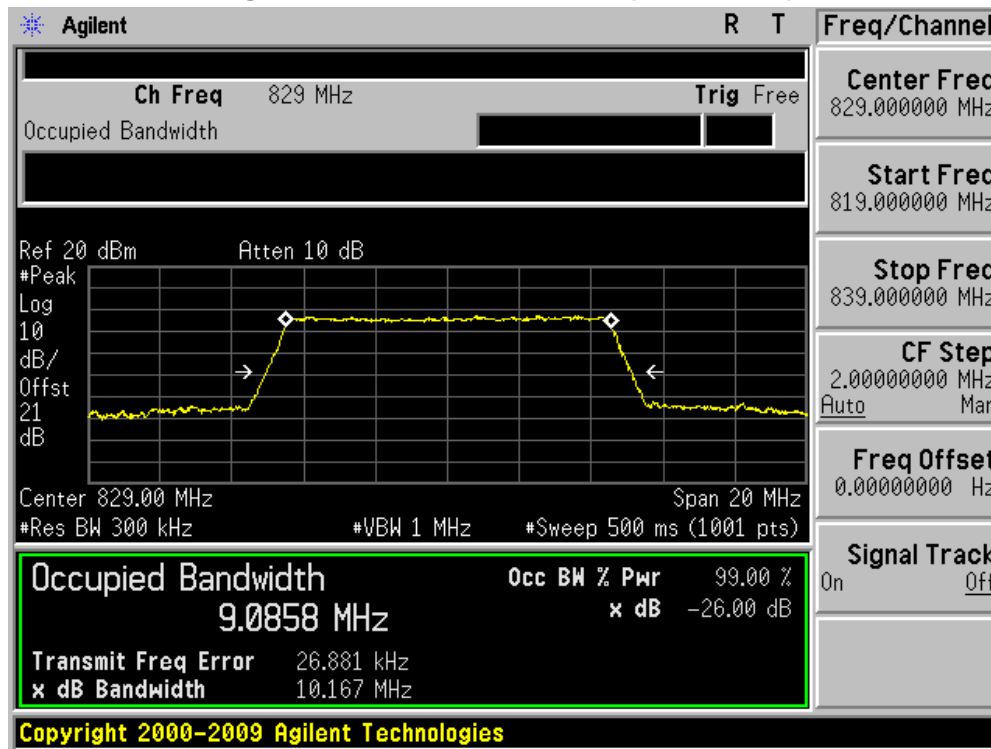 Agilent R T Freq/Channel
Ch Freq 829 MHz Trig Free
Occupied Bandwidth
Center Freq
829.000000 MHz
Start Freq
819.000000 MHz
Stop Freq
839.000000 MHz
CF Step
2.00000000 MHz
Auto Man
Freq Offset
0.00000000 Hz
Signal Track
On Off
Ref 20 dBm Atten 10 dB
#Peak
Log
10
dB/
Offst
21
dB
Center 829.00 MHz Span 20 MHz
#Res BW 300 kHz #VBW 1 MHz #Sweep 500 ms (1001 pts)
Occupied Bandwidth Occ BW % Pwr 99.00 %
9.0858 MHz x dB -26.00 dB
Transmit Freq Error 26.881 kHz
x dB Bandwidth 10.167 MHz
Copyright 2000-2009 Agilent Technologies